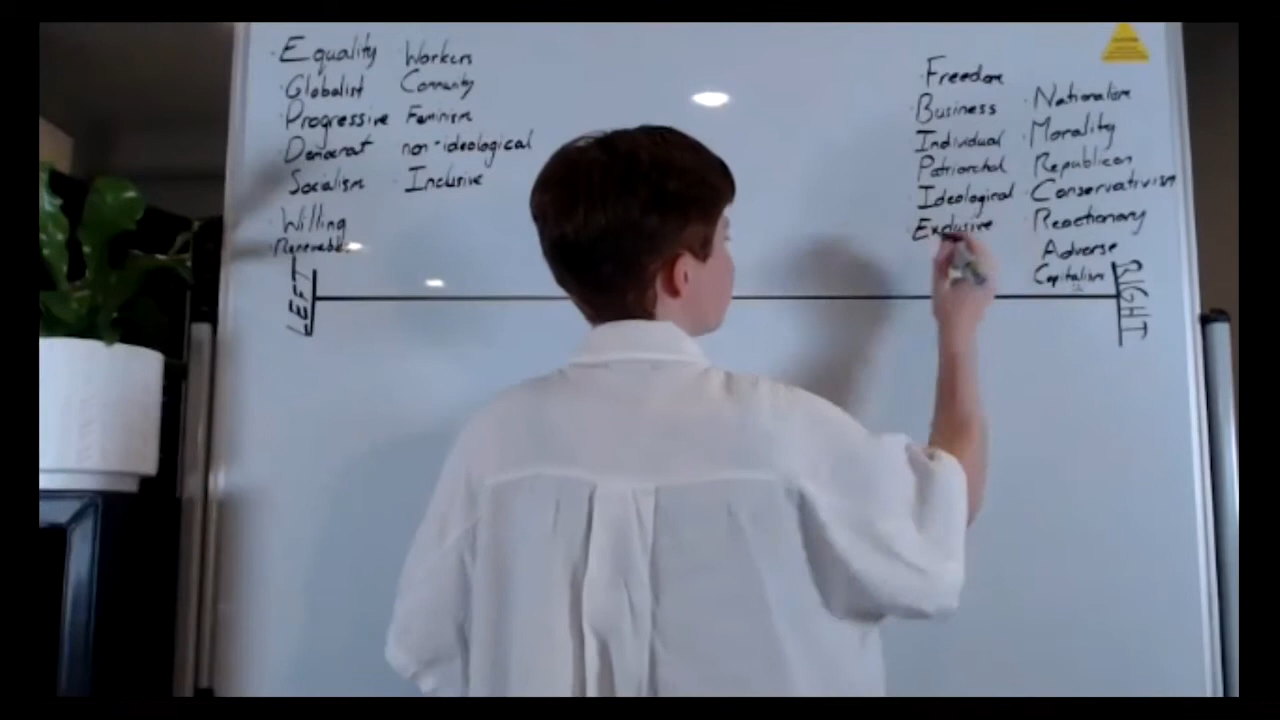 Equality
Globalist
Progressive
Democrat
Socialism
Willing
Renewable
Workers
Community
Feminism
non-ideological
Inclusive
Freedom
Business
Individual
Patriarchal
Ideological
Exclusive
Nationalism
Morality
Republican
Conservativism
Reactionary
Adverse
Capitalism
LEFT
RIGHT